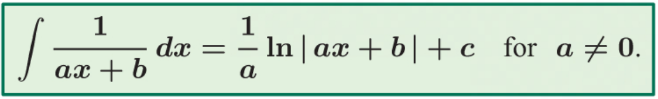 ∫ 1/(ax + b) dx = 1/a ln | ax + b | + c for a ≠ 0.